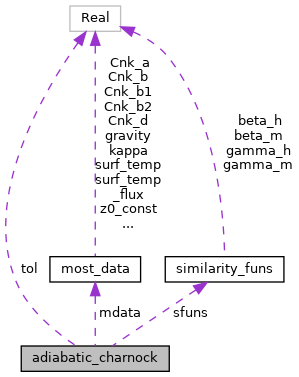 Real
Cnk_a
Cnk_b
Cnk_b1
Cnk_b2
Cnk_d
gravity
kappa
surf_temp
surf_temp
_flux
z0_const
...
beta_h
beta_m
gamma_h
gamma_m
tol
most_data
similarity_funs
mdata
sfuns
adiabatic_charnock